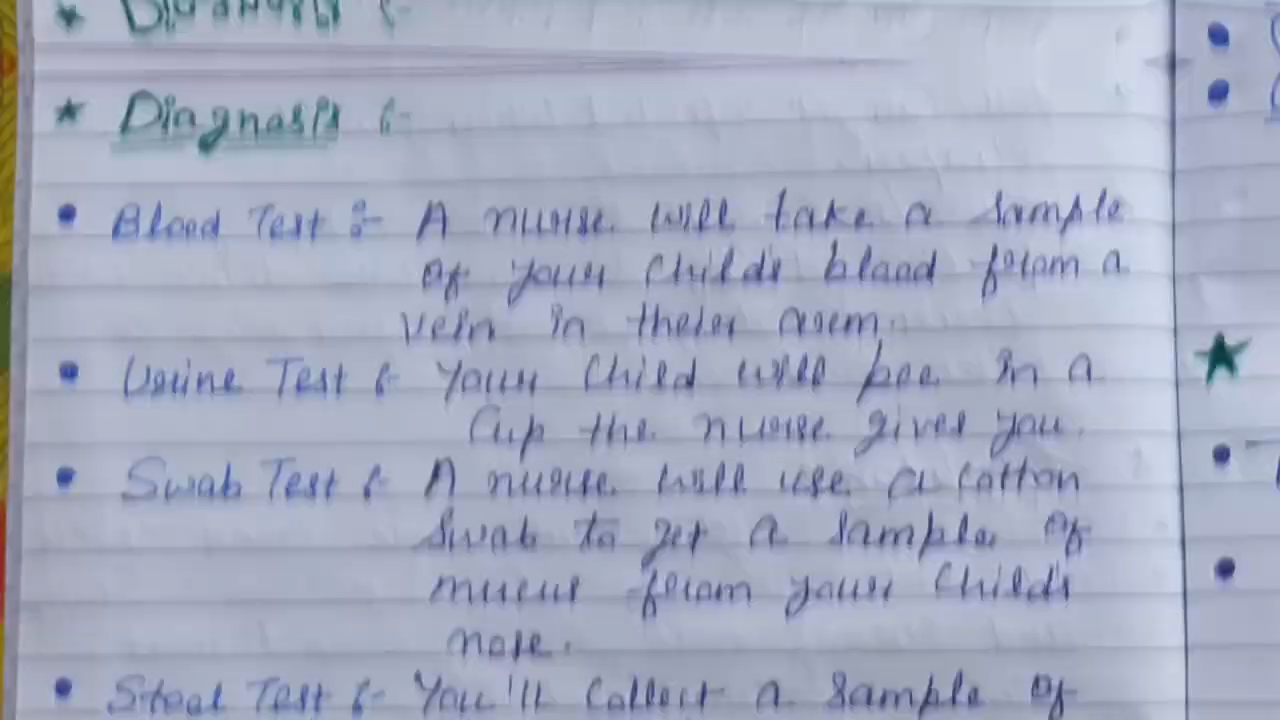 * Diagnosis :-
* Diagnosis :-
• Blood Test :- A nurse will take a sample
of your child's blood from a
vein in their arm.
• Urine Test :- Your child will pee in a
Cup the nurse gives you.
• Swab Test :- A nurse will use a cotton
swab to get a sample of
mucus from your child's
nose.
• Stool Test :- You'll collect a sample of